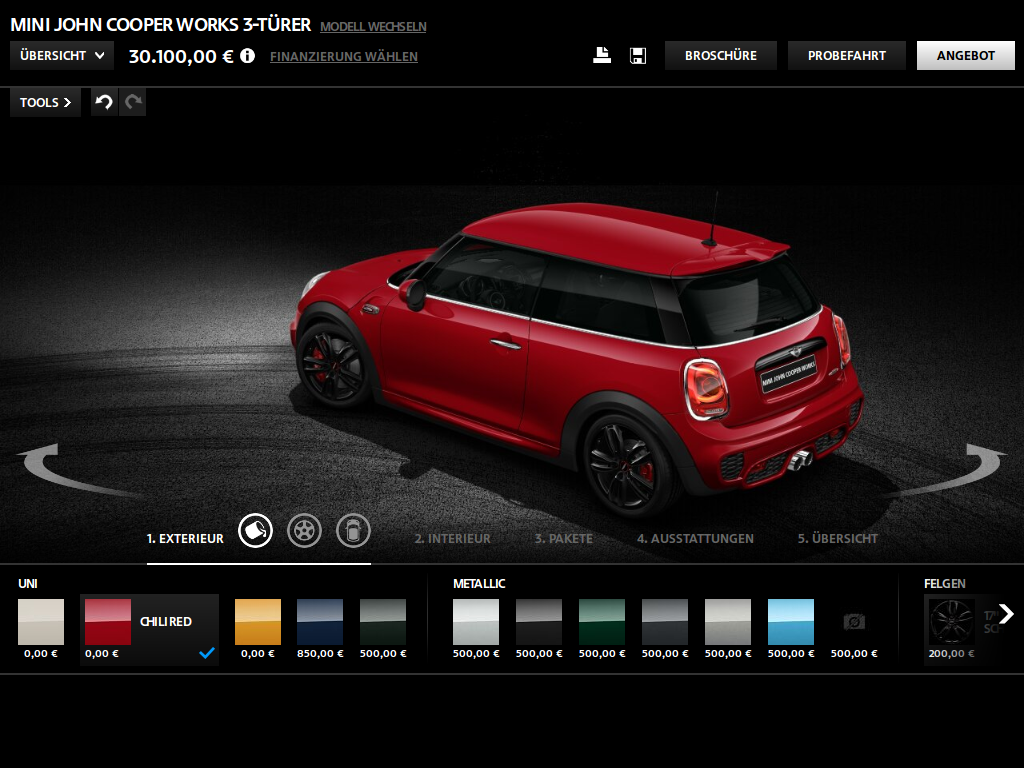 MINI JOHN COOPER WORKS 3-TÜRER MODELL WECHSELN
ÜBERSICHT 30.100,00 € FINANZIERUNG WÄHLEN BROSCHÜRE PROBEFAHRT ANGEBOT
TOOLS
MINI JOHN COOPER WORKS
1. EXTERIEUR 2. INTERIEUR 3. PAKETE 4. AUSSTATTUNGEN 5. ÜBERSICHT
UNI METALLIC FELGEN
CHILI RED
0,00 € 0,00 € 0,00 € 850,00 € 500,00 € 500,00 € 500,00 € 500,00 € 500,00 € 500,00 € 500,00 € 500,00 € 200,00 €